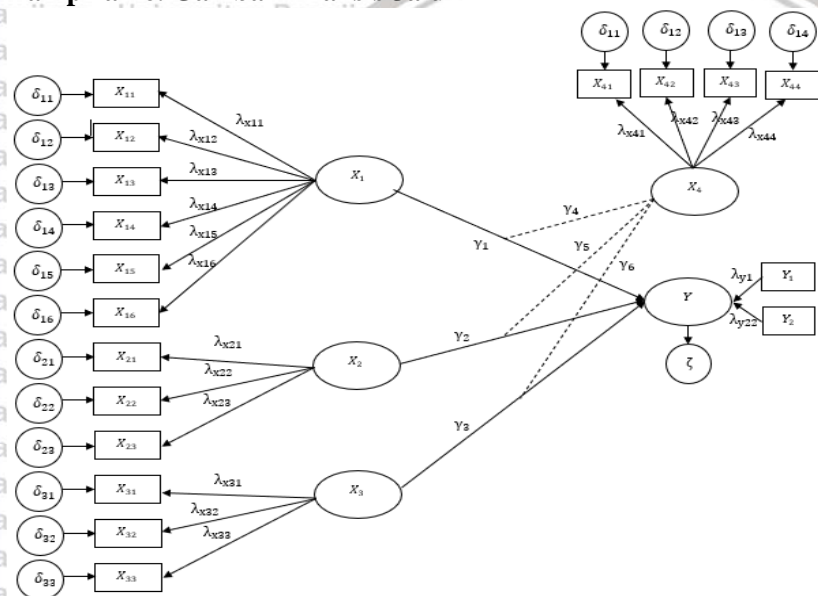 δ11 δ12 δ13 δ14
X41 X42 X43 X44
λx41 λx42 λx43 λx44
X4
δ11 X11 λx11
δ12 X12 λx12
δ13 X13 λx13
δ14 X14 λx14
δ15 X15 λx15
δ16 X16 λx16
X1
γ1 γ4 γ5 γ6
δ21 X21 λx21
δ22 X22 λx22
δ23 X23 λx23
X2
γ2
Y
λy1 Y1
λy22 Y2
ζ
γ3
δ31 X31 λx31
δ32 X32 λx32
δ33 X33 λx33
X3